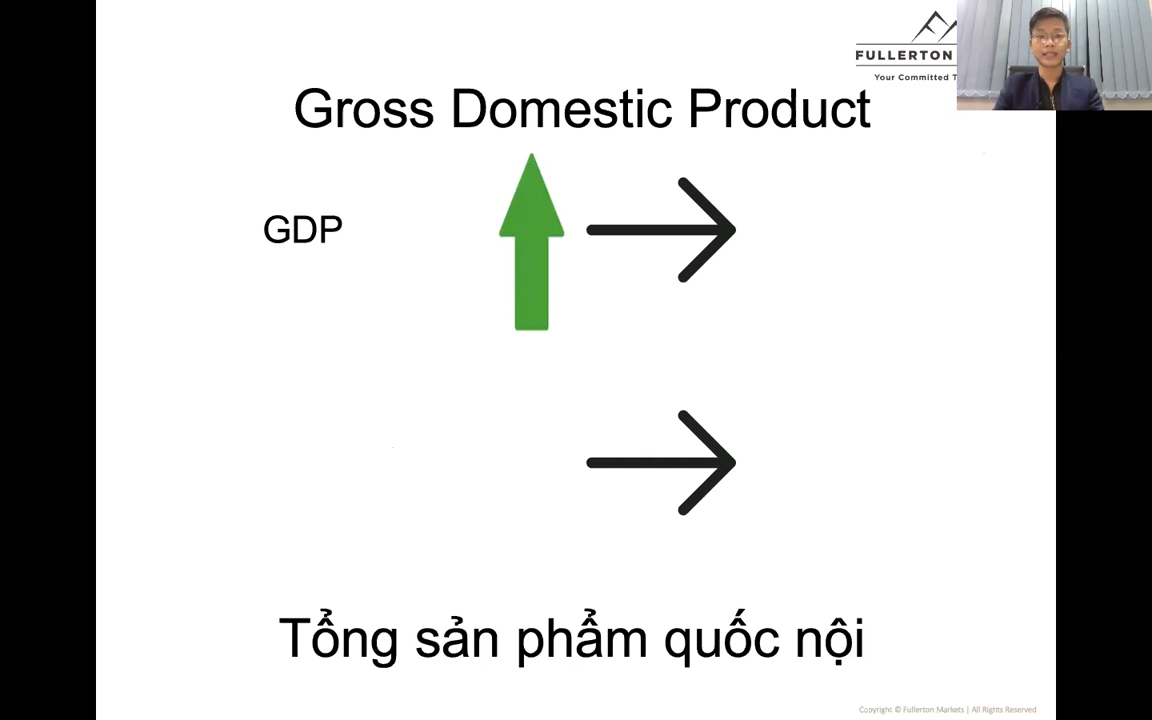 FULLERTON
Your Committed
Gross Domestic Product
GDP
Tổng sản phẩm quốc nội
Copyright © Fullerton Markets | All Rights Reserved